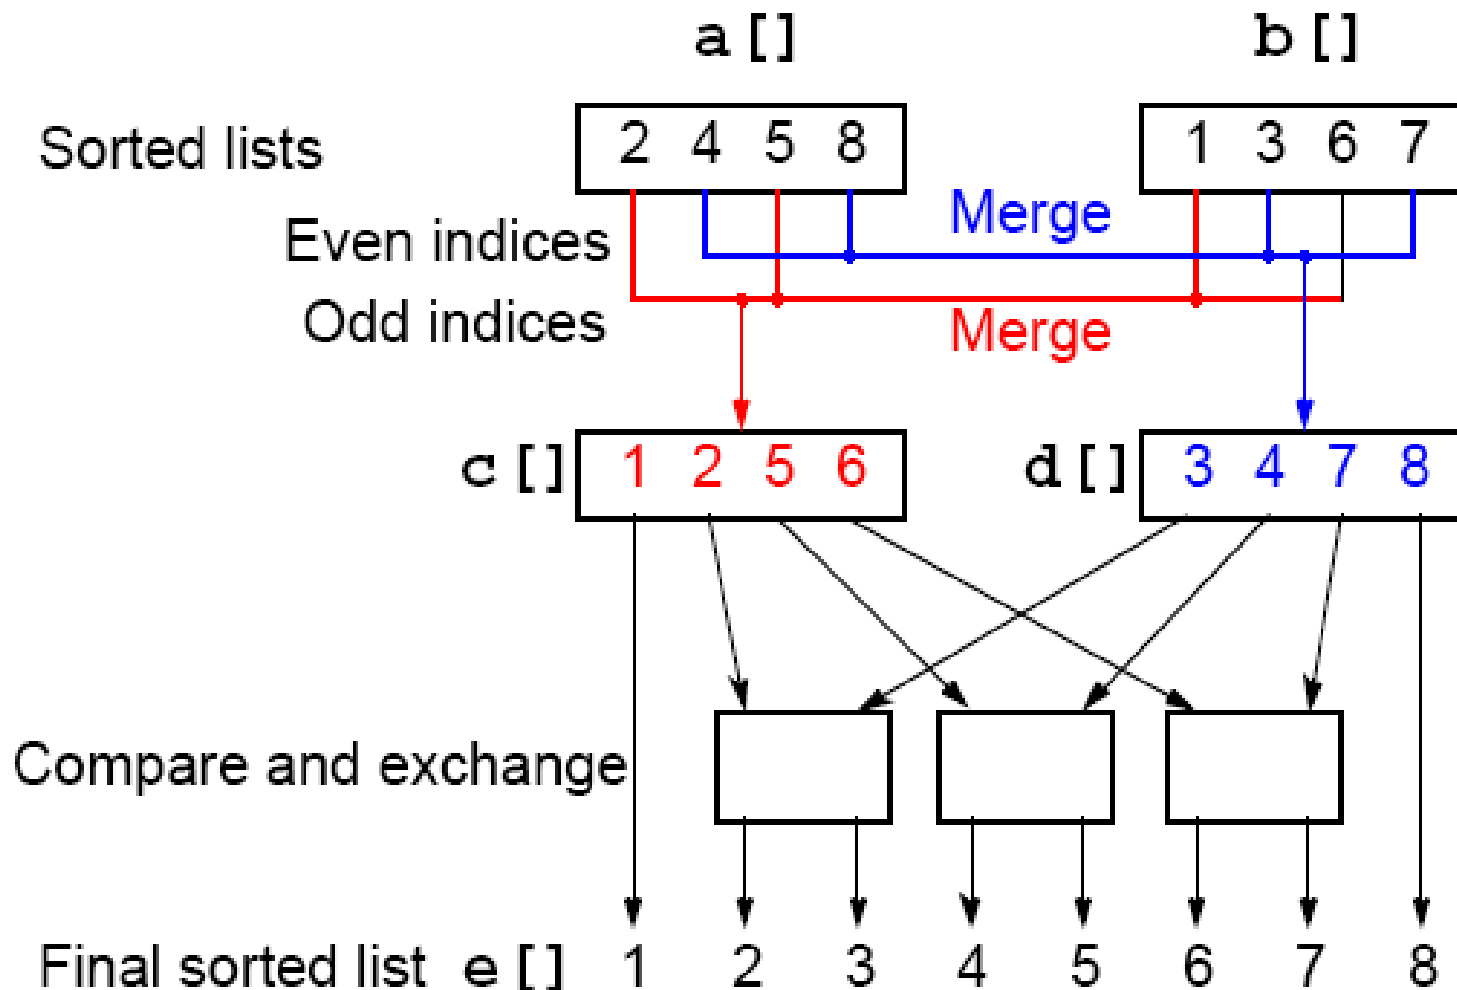 a[] b[]
Sorted lists 2 4 5 8 1 3 6 7
Merge
Even indices
Odd indices
Merge
c[] 1 2 5 6 d[] 3 4 7 8
Compare and exchange
Final sorted list e[] 1 2 3 4 5 6 7 8